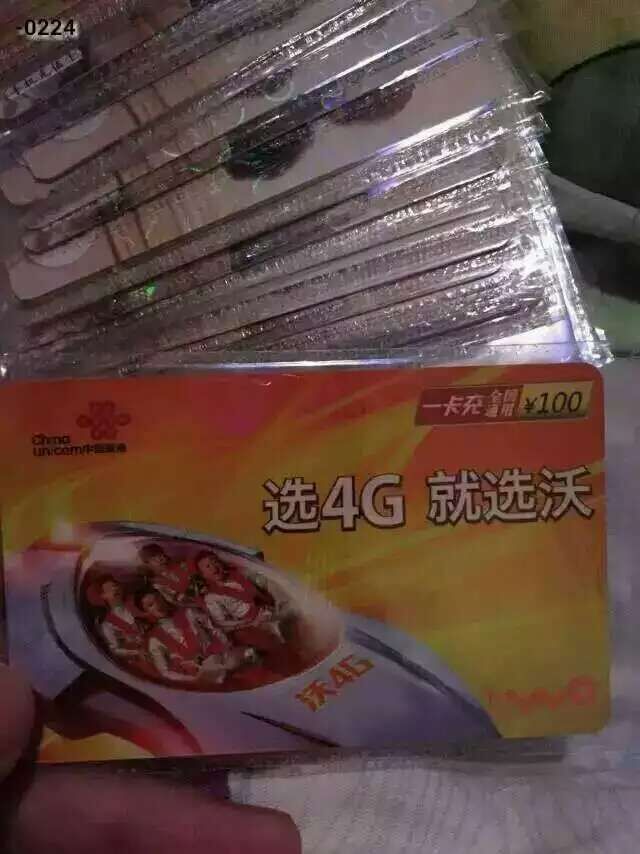 -0224
一卡充 全国通用 ¥100
China
unicom中国联通
选4G 就选沃
沃4G